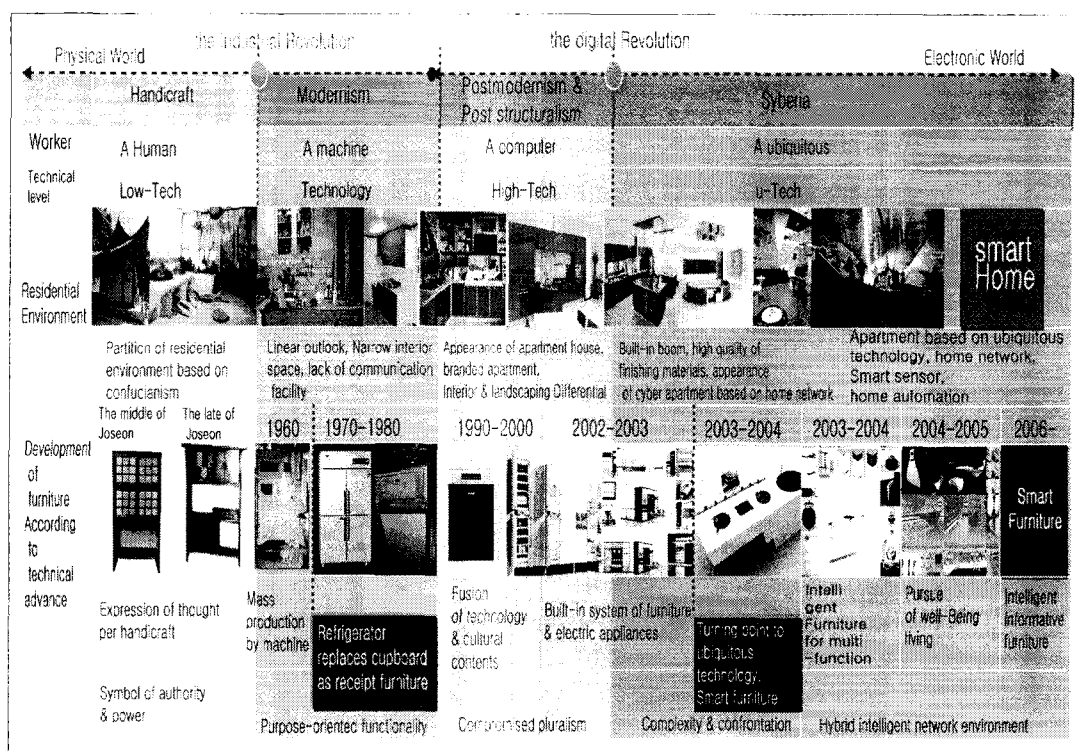 the Industrial Revolution
the digital Revolution
Physical World
Electronic World
Handicraft
Modernism
Postmodernism &
Post structuralism
Syberia
Worker
A Human
A machine
A computer
A ubiquitous
Technical
level
Low-Tech
Technology
High-Tech
u-Tech
smart
Home
Residential
Environment
Partition of residential
environment based on
confucianism
Linear outlook, Narrow interior
space, lack of communication
facility
Appearance of apartment house,
branded apartment,
Interior & landscaping Differential
Built-in boom, high quality of
finishing materials, appearance
of cyber apartment based on home network
Apartment based on ubiquitous
technology, home network,
Smart sensor,
home automation
The middle of
Joseon
The late of
Joseon
1960
1970-1980
1990-2000
2002-2003
2003-2004
2003-2004
2004-2005
2006-
Development
of
furniture
According
to
technical
advance
Smart
Furniture
Expression of thought
per handicraft
Mass
production
by machine
Refrigerator
replaces cupboard
as receipt furniture
Fusion
of technology
& cultural
contents
Built-in system of furniture
& electric appliances
Turning point to
ubiquitous
technology,
Smart furniture
Intelli
gent
Furniture
for multi
-function
Pursue
of well-Being
living
Intelligent
informative
furniture
Symbol of authority
& power
Purpose-oriented functionality
Compromised pluralism
Complexity & confrontation
Hybrid intelligent network environment